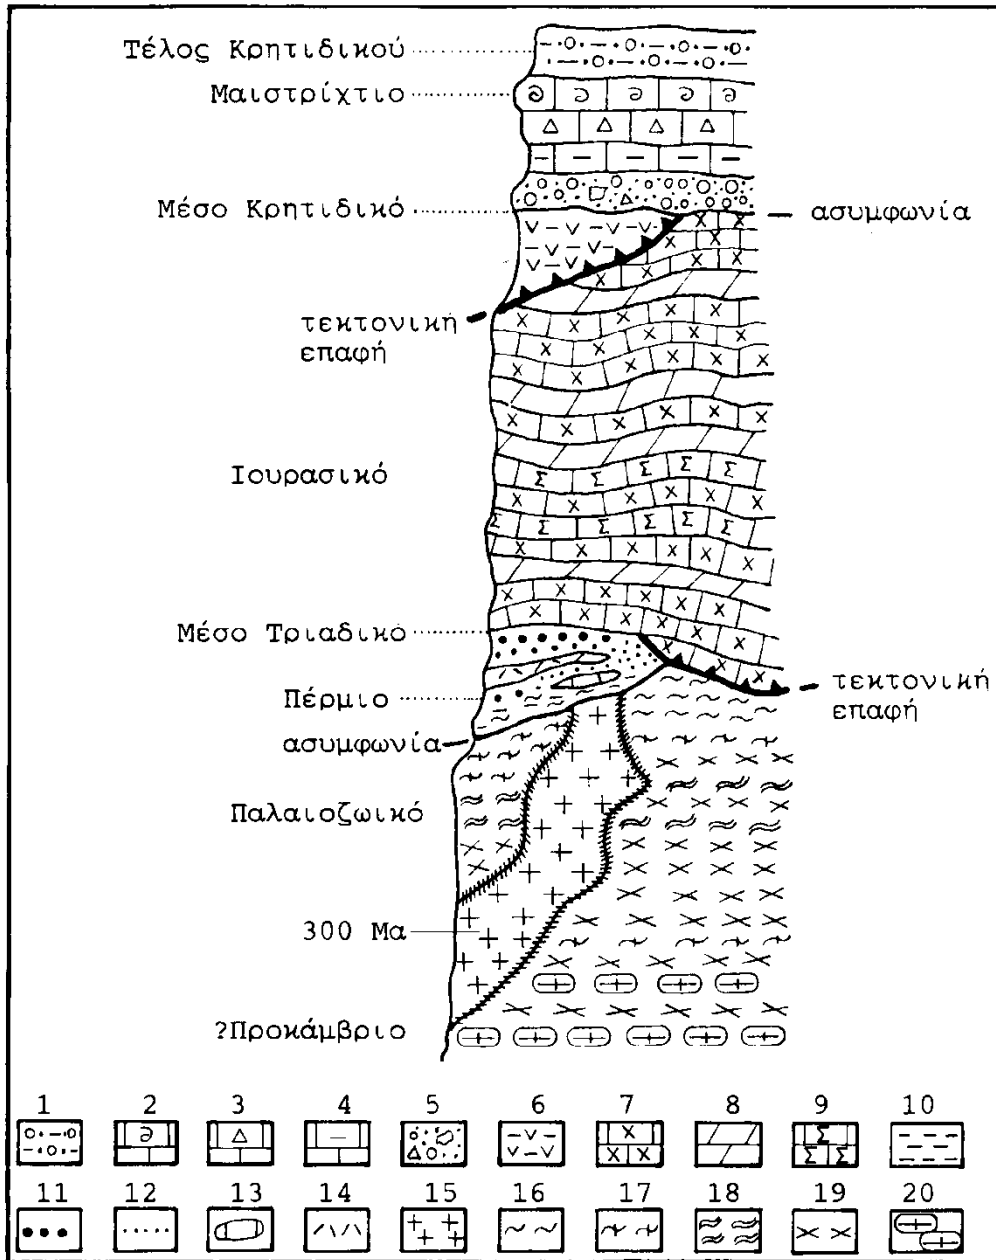 Τέλος Κρητιδικού
Μαιστρίχτιο
Μέσο Κρητιδικό
ασυμφωνία
τεκτονική
επαφή
Ιουρασικό
Μέσο Τριαδικό
Πέρμιο
τεκτονική
επαφή
ασυμφωνία
Παλαιοζωικό
300 Ma
?Προκάμβριο
1 2 3 4 5 6 7 8 9 10
11 12 13 14 15 16 17 18 19 20